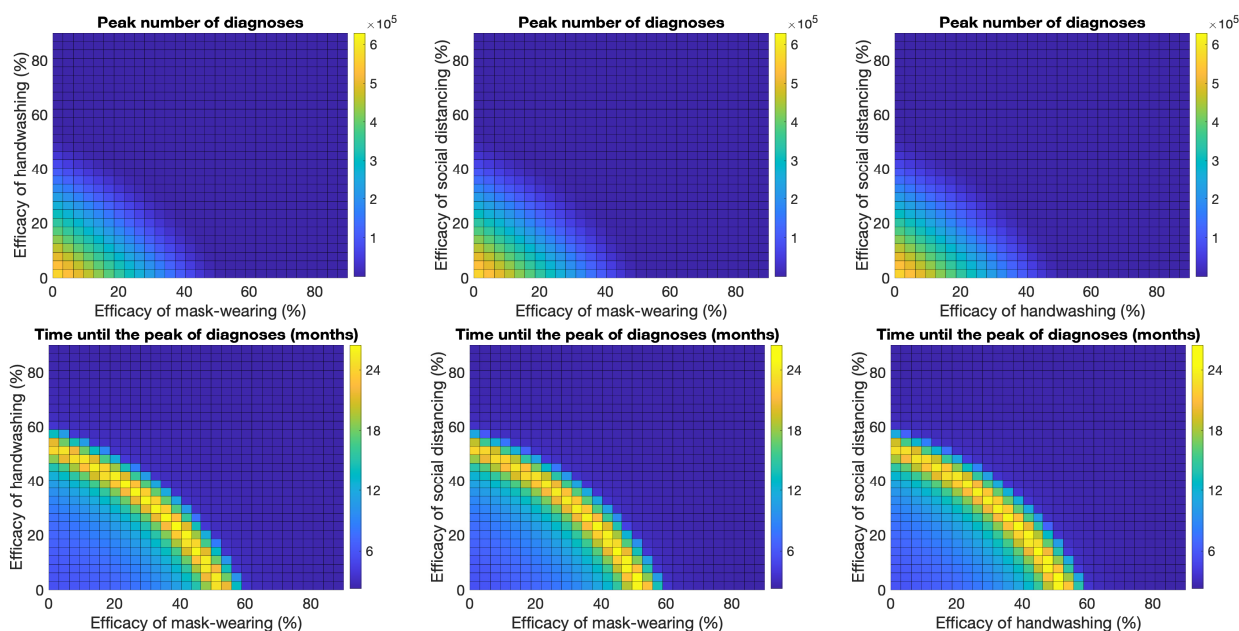 Peak number of diagnoses
×10⁵
Efficacy of handwashing (%)
80
60
40
20
0
0 20 40 60 80
Efficacy of mask-wearing (%)
6
5
4
3
2
1
Peak number of diagnoses
×10⁵
Efficacy of social distancing (%)
80
60
40
20
0
0 20 40 60 80
Efficacy of mask-wearing (%)
6
5
4
3
2
1
Peak number of diagnoses
×10⁵
Efficacy of social distancing (%)
80
60
40
20
0
0 20 40 60 80
Efficacy of handwashing (%)
6
5
4
3
2
1
Time until the peak of diagnoses (months)
Efficacy of handwashing (%)
80
60
40
20
0
0 20 40 60 80
Efficacy of mask-wearing (%)
24
18
12
6
Time until the peak of diagnoses (months)
Efficacy of social distancing (%)
80
60
40
20
0
0 20 40 60 80
Efficacy of mask-wearing (%)
24
18
12
6
Time until the peak of diagnoses (months)
Efficacy of social distancing (%)
80
60
40
20
0
0 20 40 60 80
Efficacy of handwashing (%)
24
18
12
6